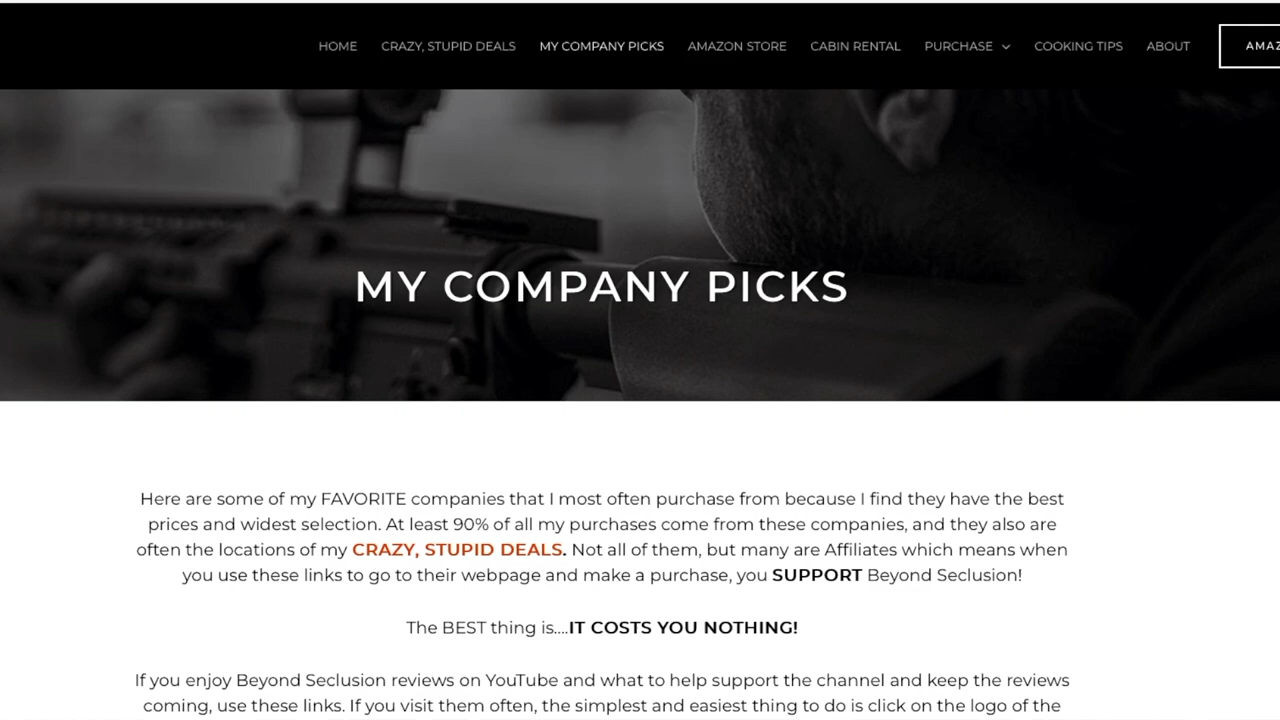 HOME CRAZY, STUPID DEALS MY COMPANY PICKS AMAZON STORE CABIN RENTAL PURCHASE COOKING TIPS ABOUT AMAZ
MY COMPANY PICKS
Here are some of my FAVORITE companies that I most often purchase from because I find they have the best
prices and widest selection. At least 90% of all my purchases come from these companies, and they also are
often the locations of my CRAZY, STUPID DEALS. Not all of them, but many are Affiliates which means when
you use these links to go to their webpage and make a purchase, you SUPPORT Beyond Seclusion!
The BEST thing is....IT COSTS YOU NOTHING!
If you enjoy Beyond Seclusion reviews on YouTube and what to help support the channel and keep the reviews
coming, use these links. If you visit them often, the simplest and easiest thing to do is click on the logo of the